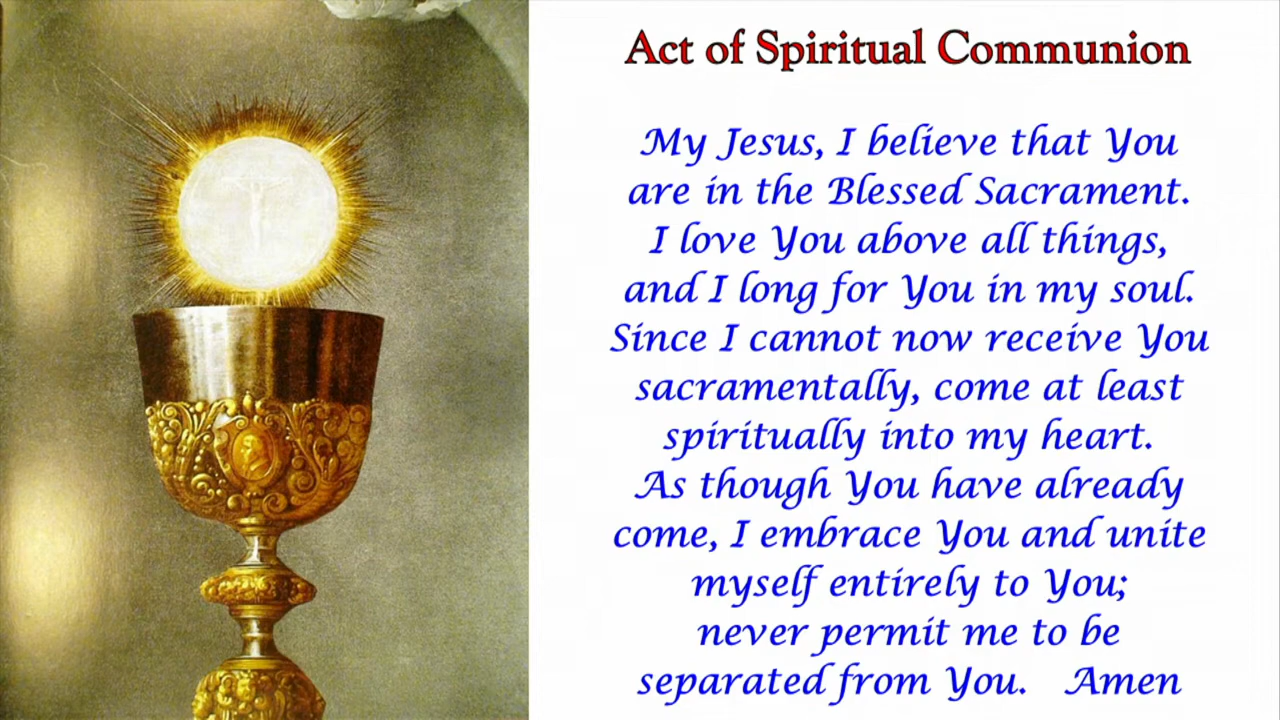 Act of Spiritual Communion
My Jesus, I believe that You
are in the Blessed Sacrament.
I love You above all things,
and I long for You in my soul.
Since I cannot now receive You
sacramentally, come at least
spiritually into my heart.
As though You have already
come, I embrace You and unite
myself entirely to You;
never permit me to be
separated from You. Amen